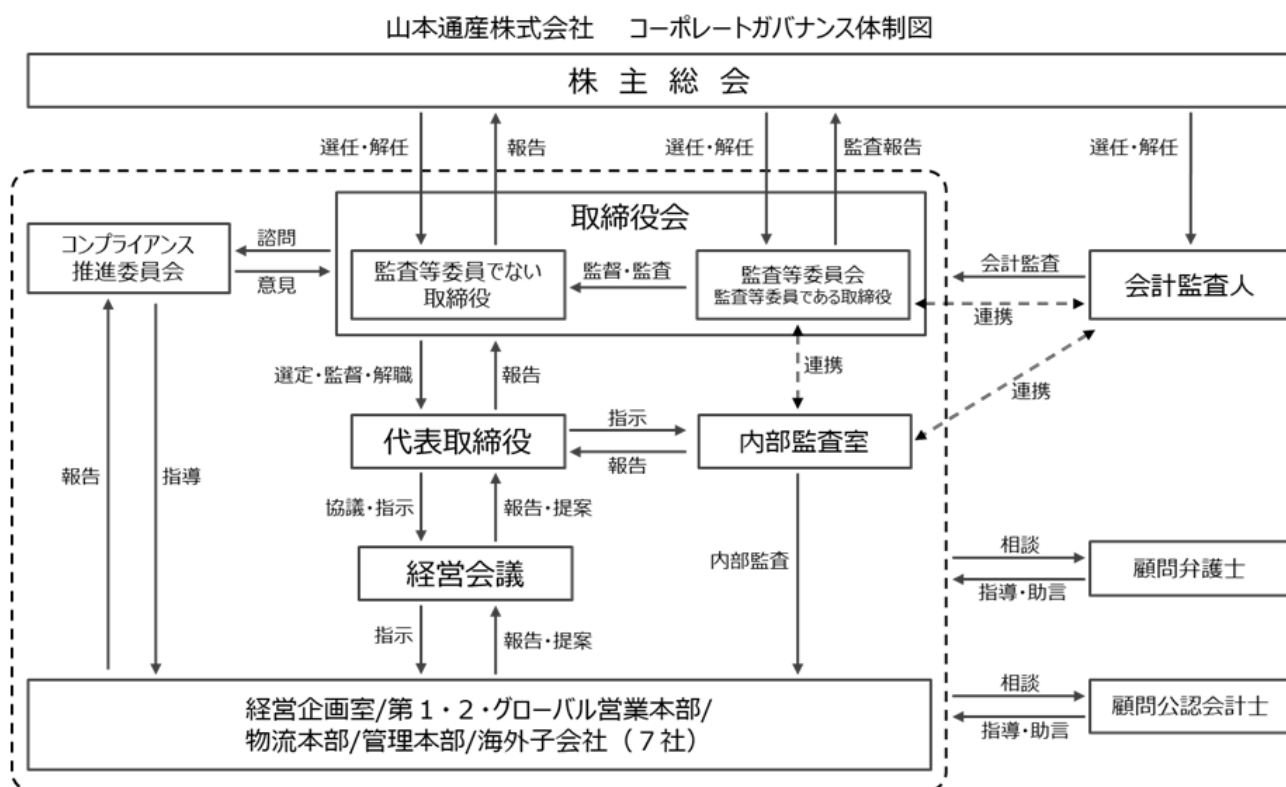 山本通産株式会社 コーポレートガバナンス体制図
株主総会
選任・解任
報告
選任・解任
監査報告
選任・解任
取締役会
コンプライアンス
推進委員会
諮問
意見
監査等委員でない
取締役
監督・監査
監査等委員会
監査等委員である取締役
会計監査
会計監査人
連携
選定・監督・解職
報告
連携
連携
代表取締役
指示
報告
内部監査室
報告
指導
協議・指示
報告・提案
経営会議
内部監査
相談
指導・助言
顧問弁護士
指示
報告・提案
経営企画室/第1・2・グローバル営業本部/
物流本部/管理本部/海外子会社(7社)
相談
指導・助言
顧問公認会計士